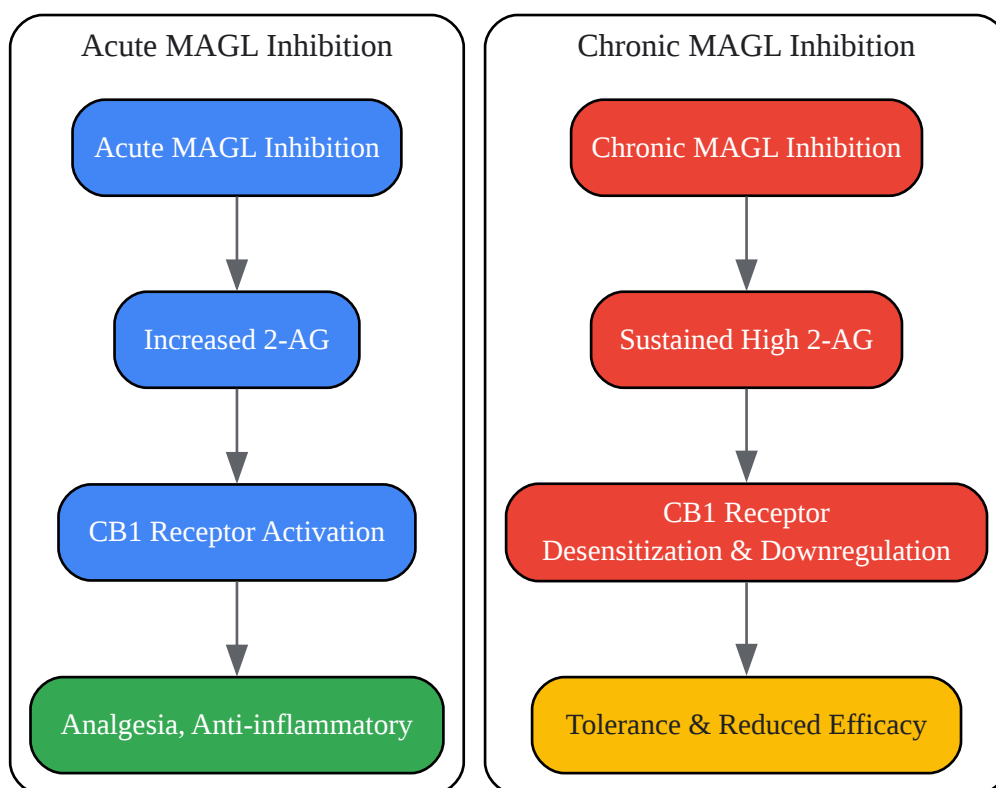 Acute MAGL Inhibition
Acute MAGL Inhibition
Increased 2-AG
CB1 Receptor Activation
Analgesia, Anti-inflammatory
Chronic MAGL Inhibition
Chronic MAGL Inhibition
Sustained High 2-AG
CB1 Receptor
Desensitization & Downregulation
Tolerance & Reduced Efficacy